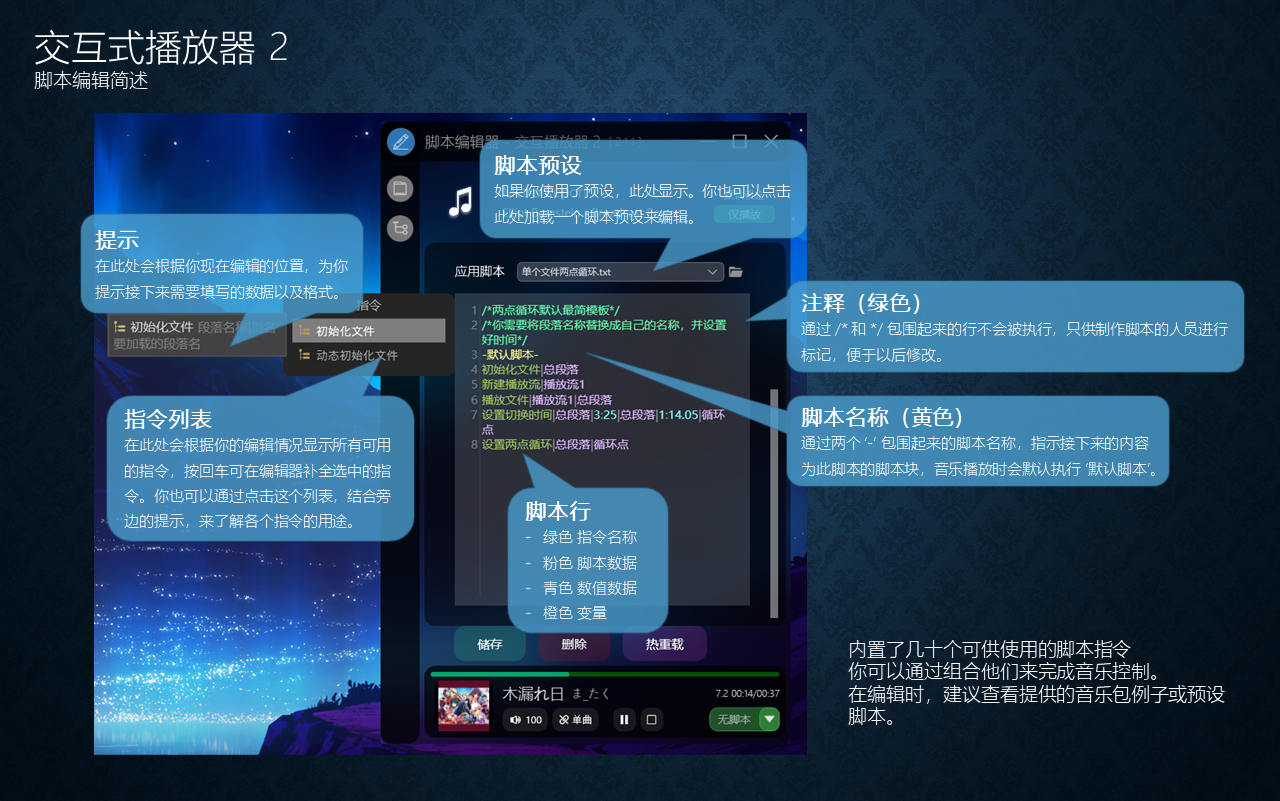 交互式播放器 2
脚本编辑简述
脚本编辑器 - 交互播放器 2
脚本预设
如果你使用了预设，此处显示。你也可以点击
此处加载一个脚本预设来编辑。
仅播放
提示
在此处会根据你现在编辑的位置，为你
提示接下来需要填写的数据以及格式。
应用脚本
单个文件两点循环.txt
指令
初始化文件 段落名称|别名
要加载的段落名
初始化文件
动态初始化文件
1 /*两点循环默认最简模板*/
2 /*你需要将段落名称替换成自己的名称，并设置
好时间*/
3 -默认脚本-
4 初始化文件|总段落
5 新建播放流|播放流1
6 播放文件|播放流1|总段落
7 设置切换时间|总段落|3:25|总段落|1:14.05|循环
点
8 设置两点循环|总段落|循环点
注释（绿色）
通过 /* 和 */ 包围起来的行不会被执行，只供制作脚本的人员进行
标记，便于以后修改。
脚本名称（黄色）
通过两个 ‘-’ 包围起来的脚本名称，指示接下来的内容
为此脚本的脚本块，音乐播放时会默认执行 ‘默认脚本’。
指令列表
在此处会根据你的编辑情况显示所有可用
的指令，按回车可在编辑器补全选中的指
令。你也可以通过点击这个列表，结合旁
边的提示，来了解各个指令的用途。
脚本行
- 绿色 指令名称
- 粉色 脚本数据
- 青色 数值数据
- 橙色 变量
储存
删除
热重载
木漏れ日 ま_たく
7.2 00:14/00:37
100
单曲
无脚本
内置了几十个可供使用的脚本指令
你可以通过组合他们来完成音乐控制。
在编辑时，建议查看提供的音乐包例子或预设
脚本。